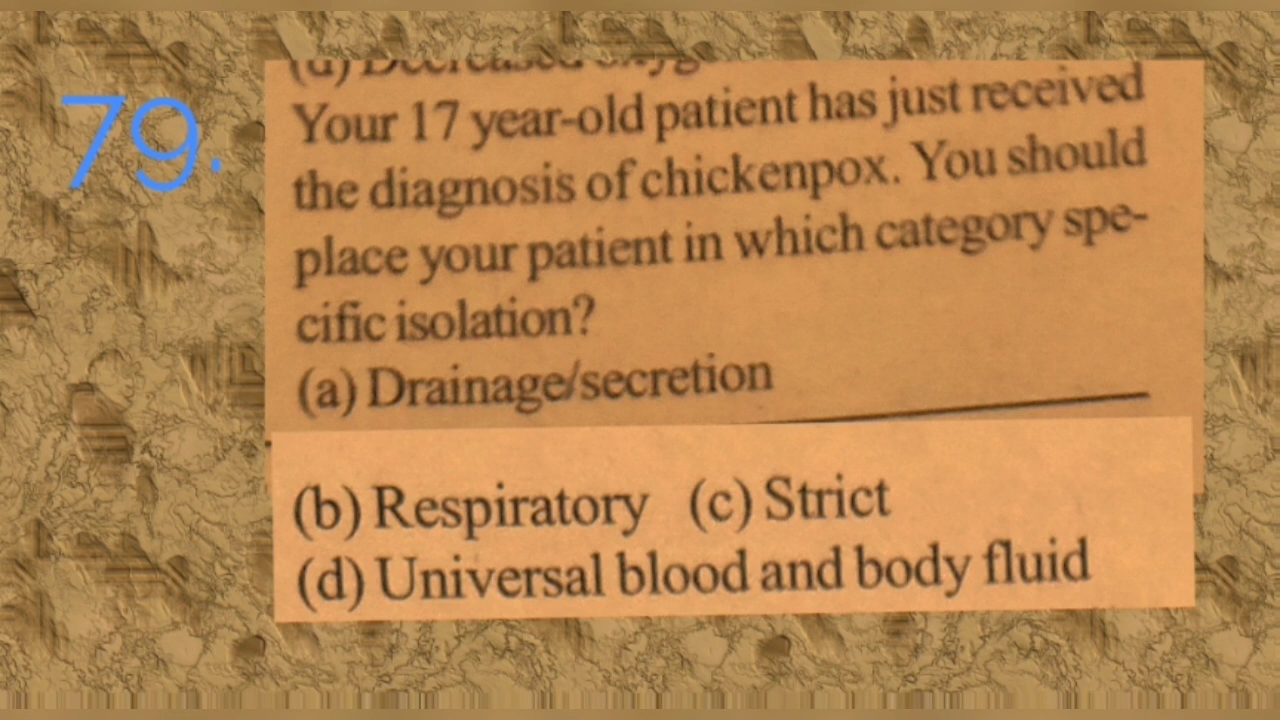 79.
(d) Decreased
Your 17 year-old patient has just received
the diagnosis of chickenpox. You should
place your patient in which category spe-
cific isolation?
(a) Drainage/secretion
(b) Respiratory (c) Strict
(d) Universal blood and body fluid